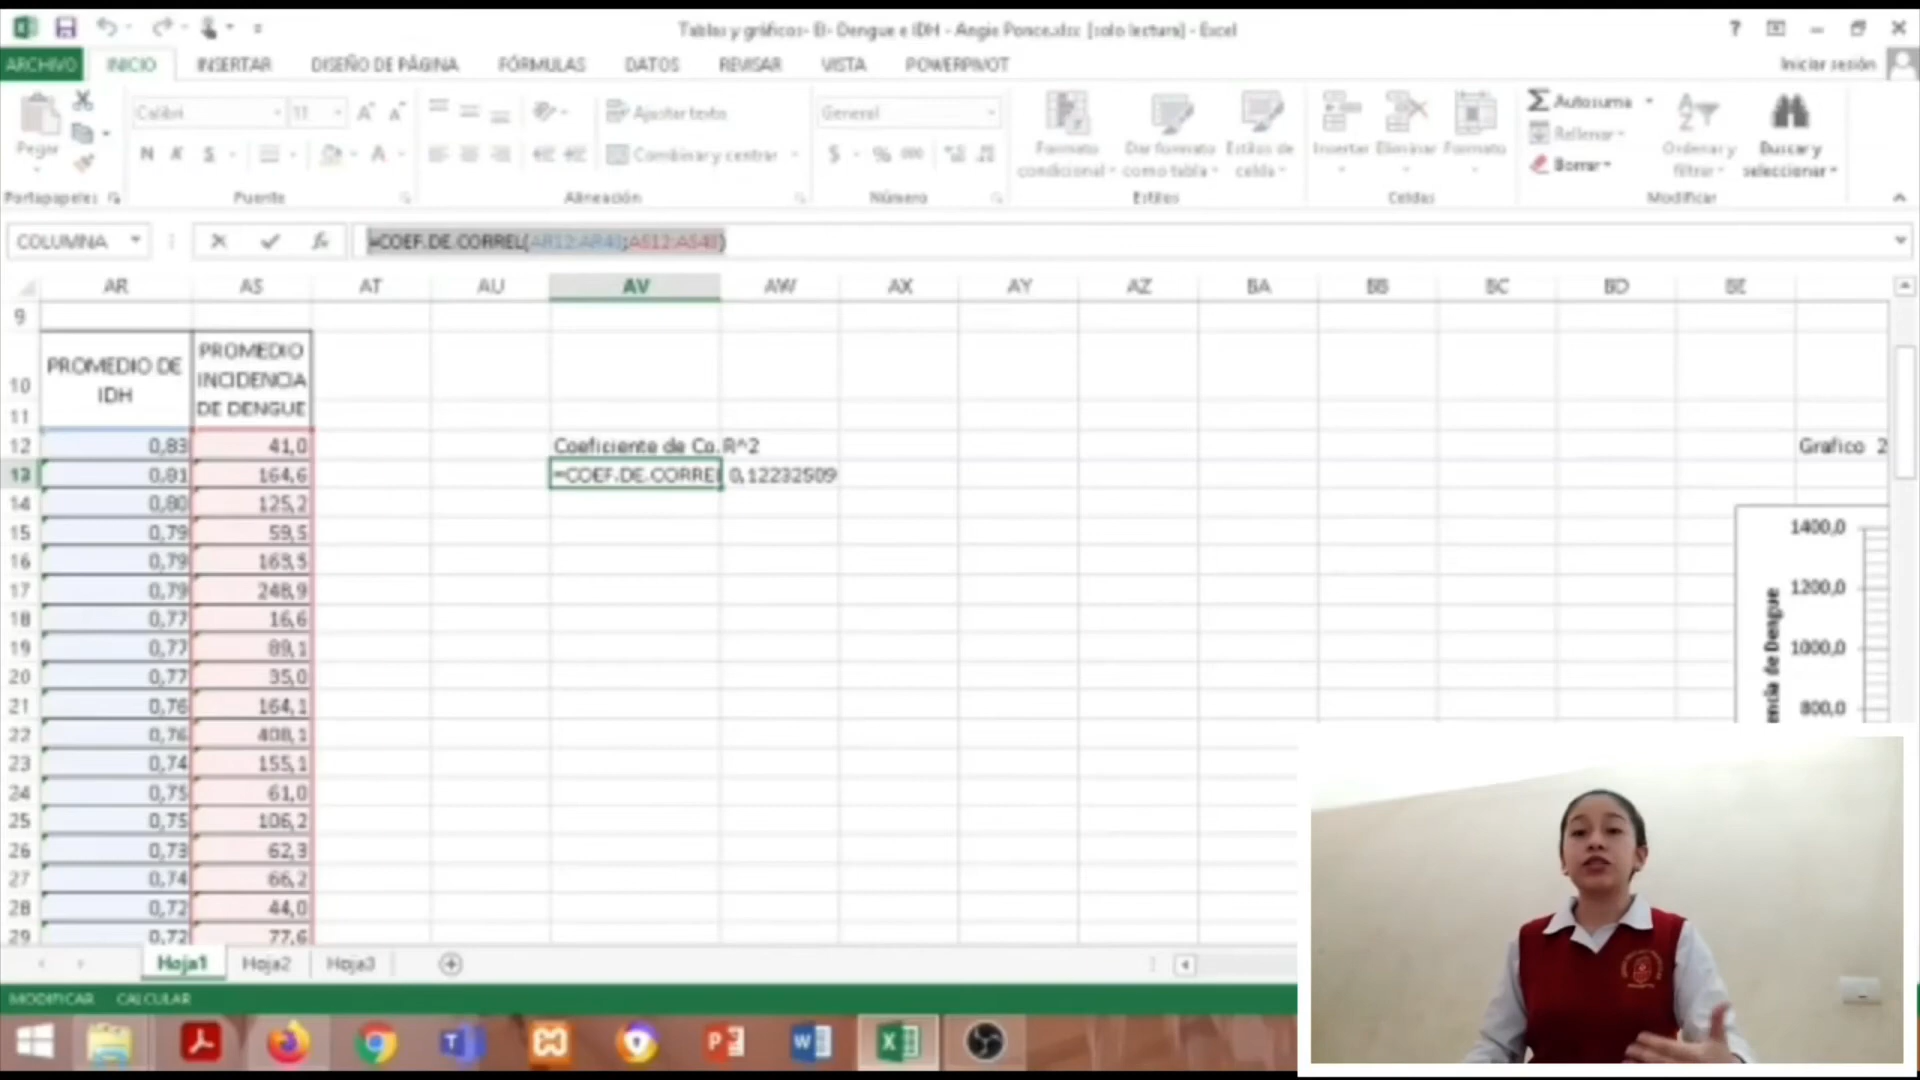 Tablas y gráficos- EI- Dengue e IDH - Angie Ponce.xlsx [solo lectura] - Excel
ARCHIVO INICIO INSERTAR DISEÑO DE PÁGINA FÓRMULAS DATOS REVISAR VISTA POWERPIVOT Iniciar sesión
Calibri 11 Ajustar texto General Autosuma
Pegar N K S Combinar y centrar $ % 000 Formato condicional Dar formato como tabla Estilos de celda Insertar Eliminar Formato Rellenar Borrar Ordenar y filtrar Buscar y seleccionar
Portapapeles Fuente Alineación Número Estilos Celdas Modificar
COLUMNA fx =COEF.DE.CORREL(AR12:AR43;AS12:AS43)
AR AS AT AU AV AW AX AY AZ BA BB BC BD BE
9
10 PROMEDIO DE IDH PROMEDIO INCIDENCIA DE DENGUE
11
12 0,83 41,0 Coeficiente de Co R^2 Grafico 2
13 0,81 164,6 =COEF.DE.CORREL 0,12232509
14 0,80 125,2
15 0,79 59,5
16 0,79 163,5
17 0,79 248,9
18 0,77 16,6
19 0,77 89,1
20 0,77 35,0
21 0,76 164,1
22 0,76 408,1
23 0,74 155,1
24 0,75 61,0
25 0,75 106,2
26 0,73 62,3
27 0,74 66,2
28 0,72 44,0
29 0,72 77,6
1400,0
1200,0
1000,0
800,0
encia de Dengue
Hoja1 Hoja2 Hoja3
MODIFICAR CALCULAR